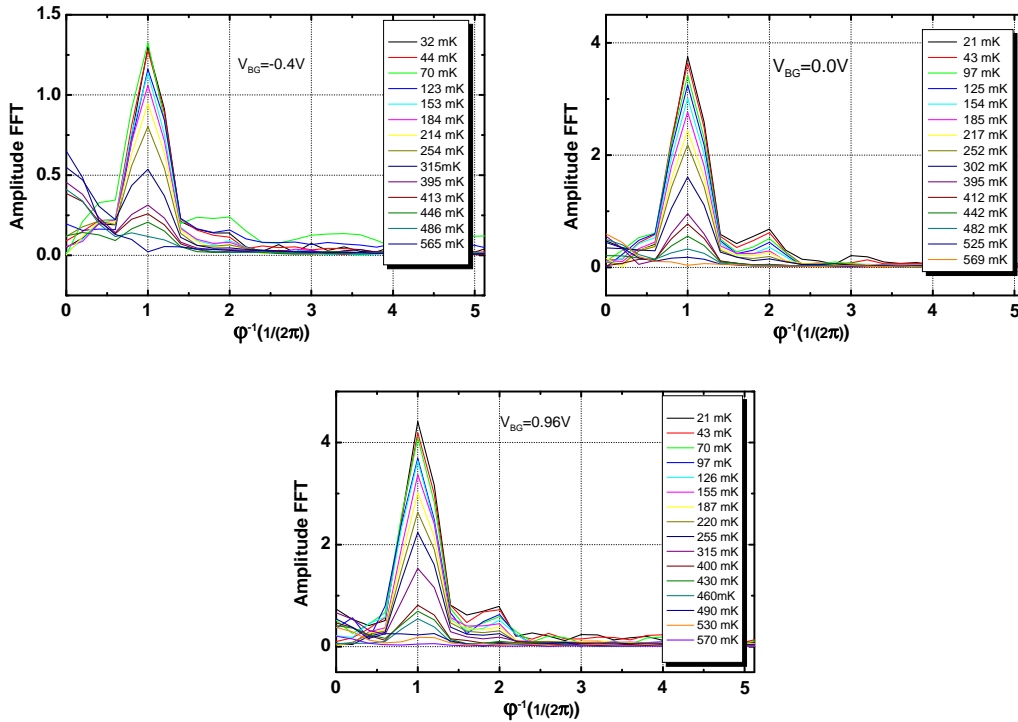 Amplitude FFT
1.5
1.0
0.5
0.0
V_BG=-0.4V
32 mK
44 mK
70 mK
123 mK
153 mK
184 mK
214 mK
254 mK
315mK
395 mK
413 mK
446 mK
486 mK
565 mK
0 1 2 3 4 5
φ⁻¹(1/(2π))
Amplitude FFT
4
2
0
V_BG=0.0V
21 mK
43 mK
97 mK
125 mK
154 mK
185 mK
217 mK
252 mK
302 mK
395 mK
412 mK
442 mK
482 mK
525 mK
569 mK
0 1 2 3 4 5
φ⁻¹(1/(2π))
Amplitude FFT
4
2
0
V_BG=0.96V
21 mK
43 mK
70 mK
97 mK
126 mK
155 mK
187 mK
220 mK
255 mK
315 mK
400 mK
430 mK
460mK
490 mK
530 mK
570 mK
0 1 2 3 4 5
φ⁻¹(1/(2π))